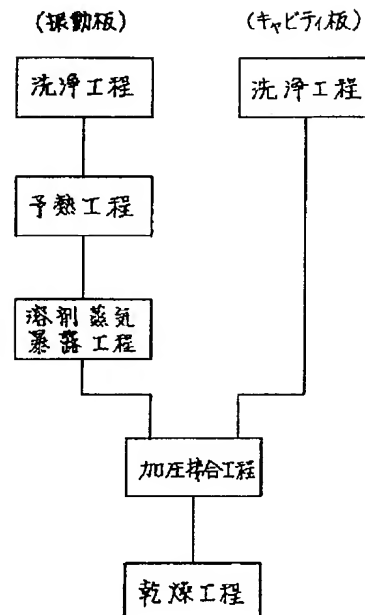 (振動板)
(キャビティ板)
洗浄工程
洗浄工程
予熱工程
溶剤蒸気
暴露工程
加圧接合工程
乾燥工程